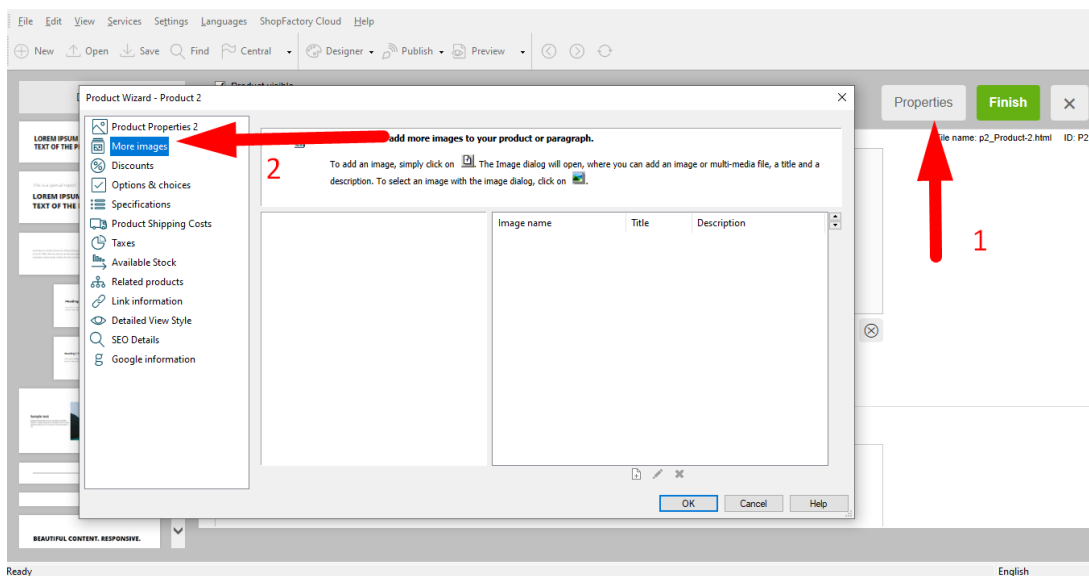 File Edit View Services Settings Languages ShopFactory Cloud Help
New Open Save Find Central Designer Publish Preview
Product Wizard - Product 2
Properties Finish
File name: p2_Product-2.html ID: P2
Product Properties 2
More images
Discounts
Options & choices
Specifications
Product Shipping Costs
Taxes
Available Stock
Related products
Link information
Detailed View Style
SEO Details
Google information
2
add more images to your product or paragraph.
To add an image, simply click on . The Image dialog will open, where you can add an image or multi-media file, a title and a
description. To select an image with the image dialog, click on .
Image name Title Description
1
OK Cancel Help
LOREM IPSUM
TEXT OF THE
LOREM IPSUM
TEXT OF THE
BEAUTIFUL CONTENT. RESPONSIVE.
Ready English